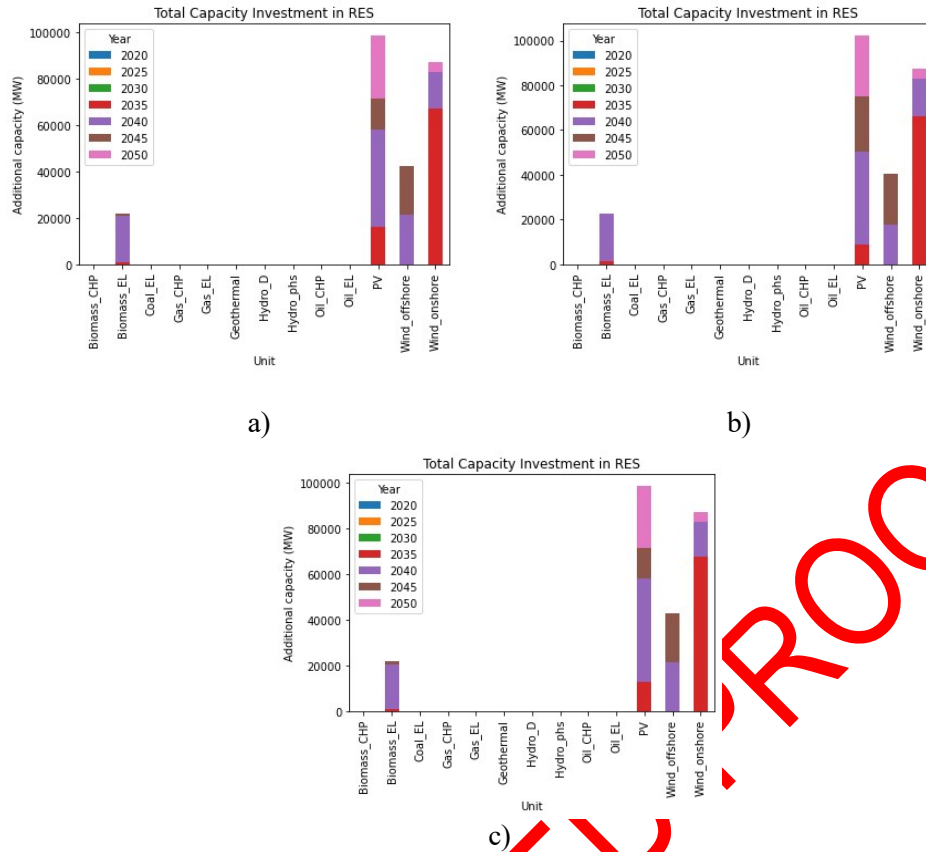 Total Capacity Investment in RES
Additional capacity (MW)
100000
80000
60000
40000
20000
0
Year
2020
2025
2030
2035
2040
2045
2050
Biomass_CHP
Biomass_EL
Coal_EL
Gas_CHP
Gas_EL
Geothermal
Hydro_D
Hydro_phs
Oil_CHP
Oil_EL
PV
Wind_offshore
Wind_onshore
Unit
a)
Total Capacity Investment in RES
Additional capacity (MW)
100000
80000
60000
40000
20000
0
Year
2020
2025
2030
2035
2040
2045
2050
Biomass_CHP
Biomass_EL
Coal_EL
Gas_CHP
Gas_EL
Geothermal
Hydro_D
Hydro_phs
Oil_CHP
Oil_EL
PV
Wind_offshore
Wind_onshore
Unit
b)
Total Capacity Investment in RES
Additional capacity (MW)
100000
80000
60000
40000
20000
0
Year
2020
2025
2030
2035
2040
2045
2050
Biomass_CHP
Biomass_EL
Coal_EL
Gas_CHP
Gas_EL
Geothermal
Hydro_D
Hydro_phs
Oil_CHP
Oil_EL
PV
Wind_offshore
Wind_onshore
Unit
c)